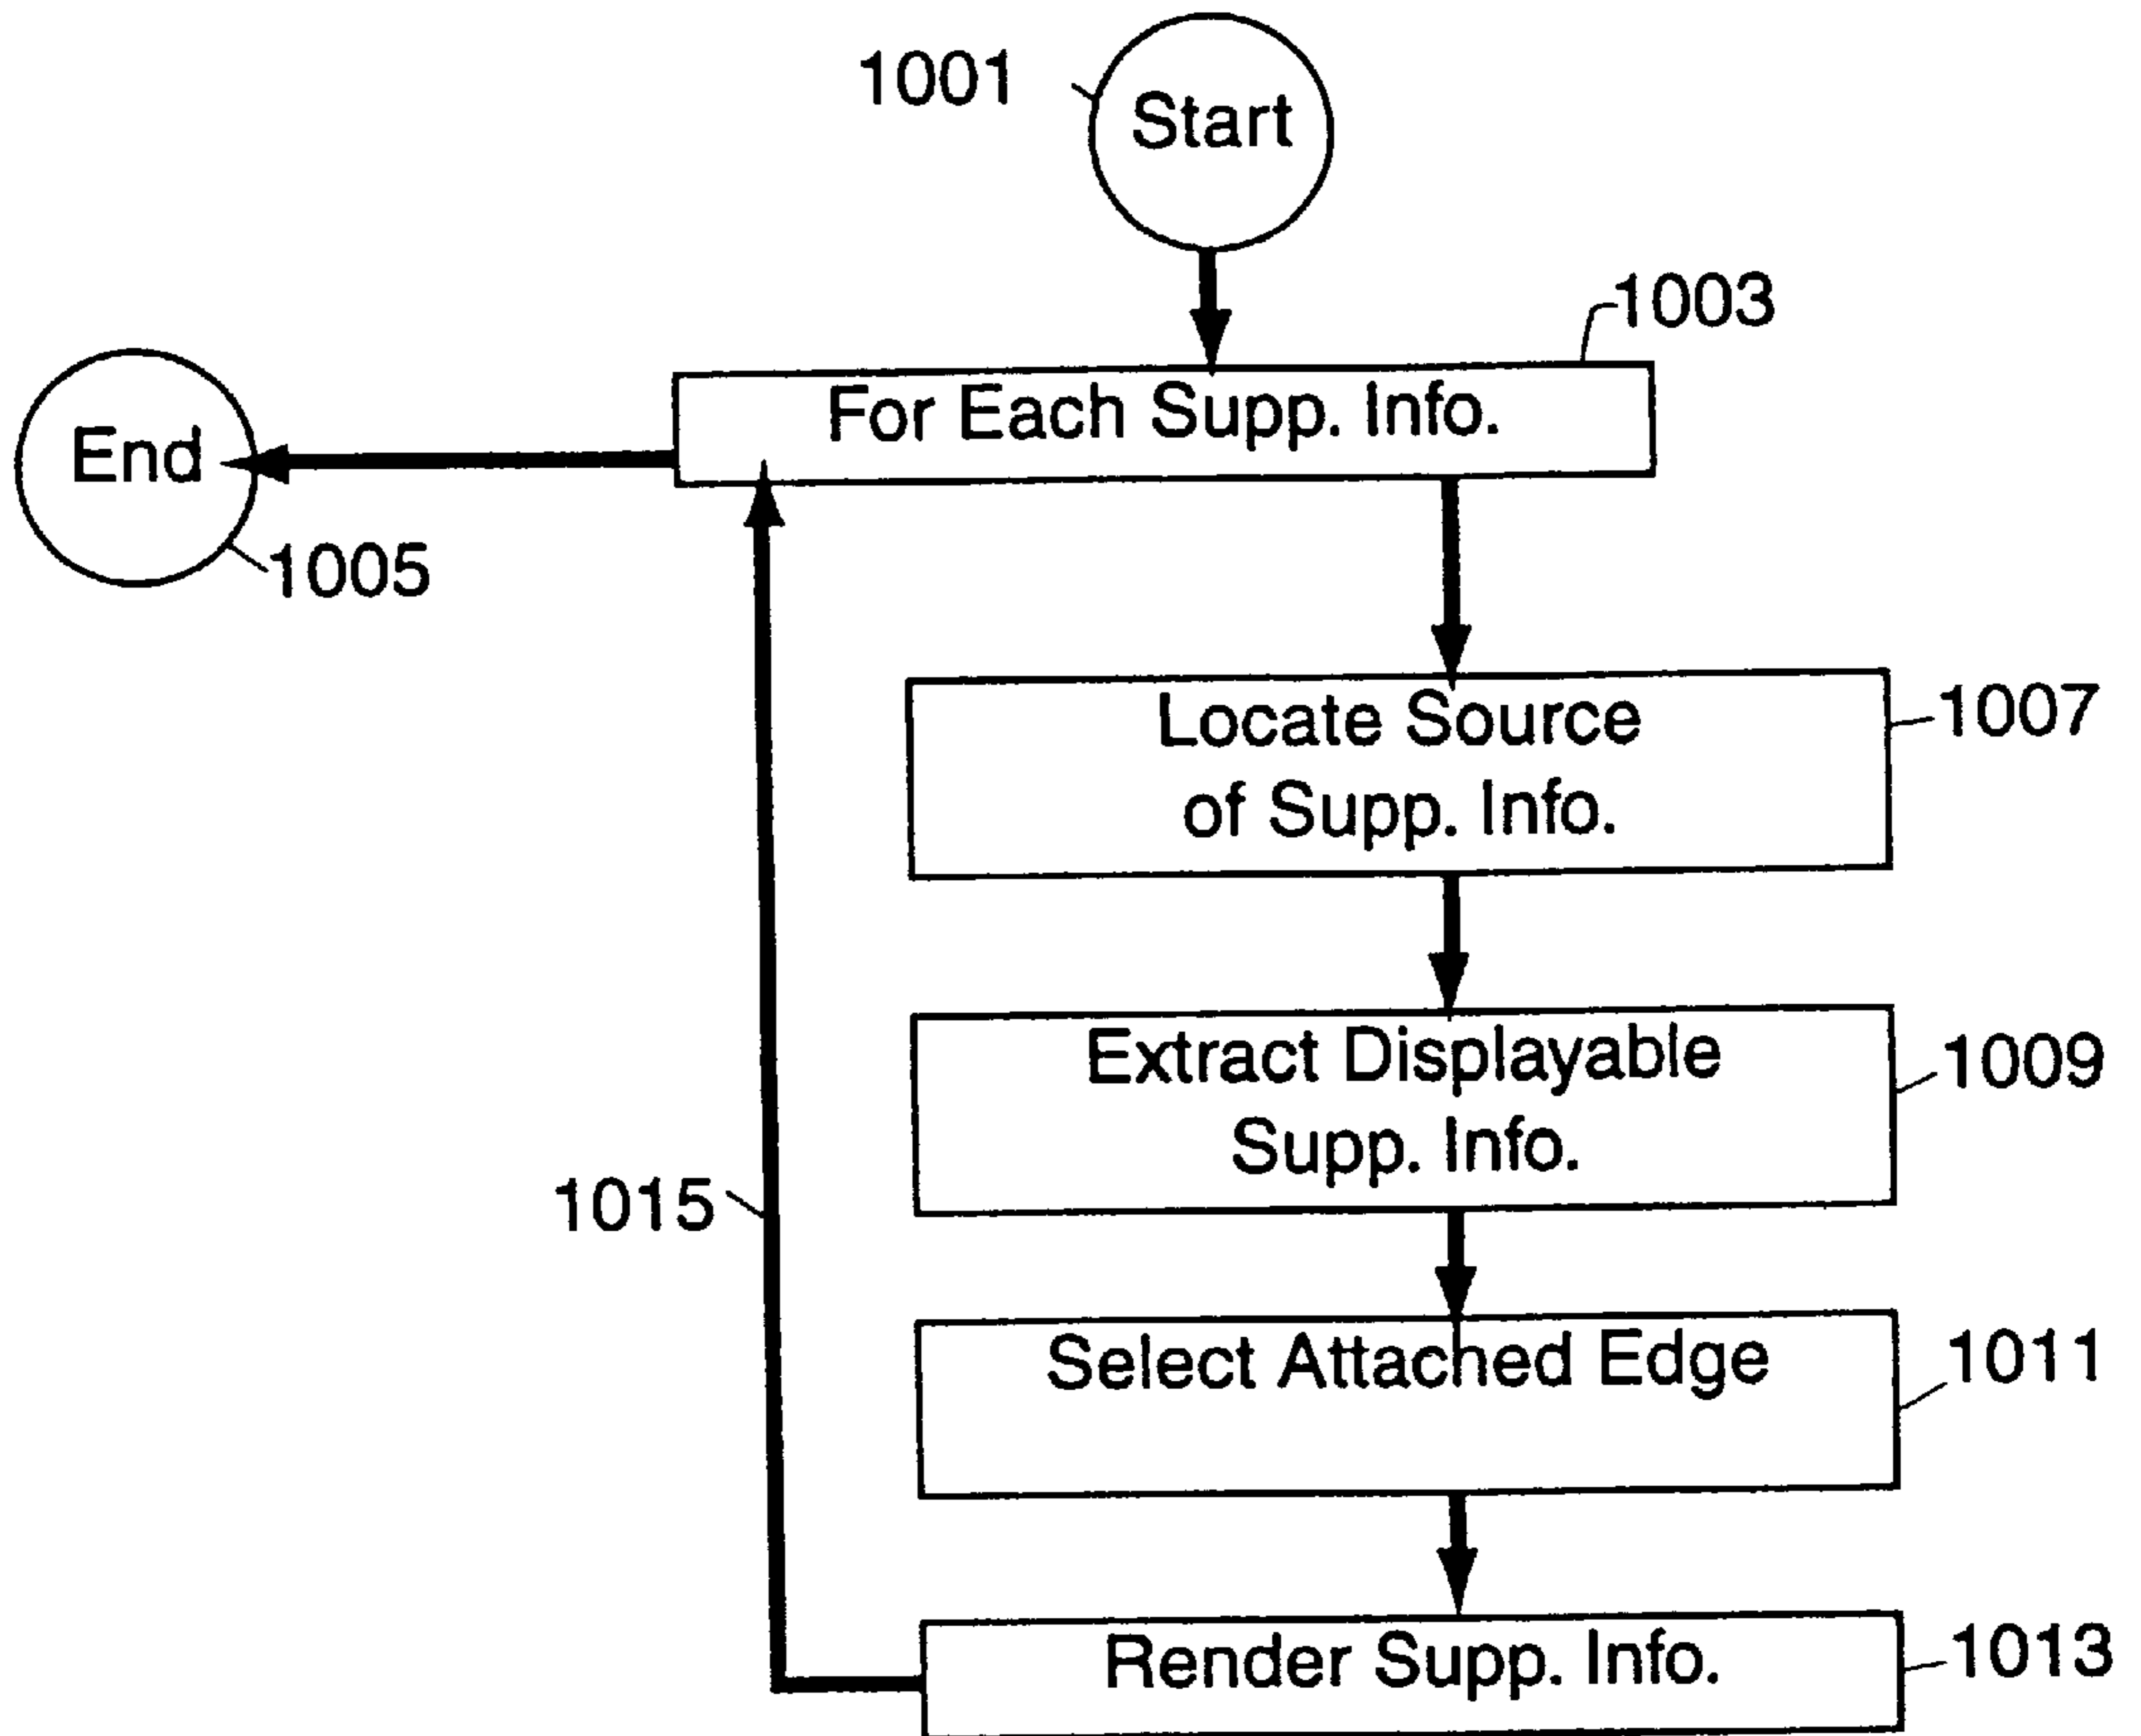 1001
Start
1003
For Each Supp. Info.
End
1005
Locate Source
of Supp. Info.
1007
Extract Displayable
Supp. Info.
1009
1015
Select Attached Edge
1011
Render Supp. Info.
1013